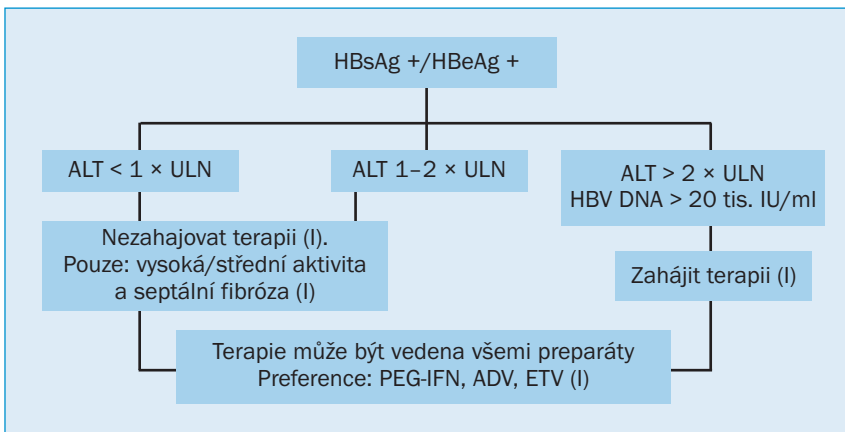 HBsAg +/HBeAg +
ALT < 1 × ULN
ALT 1–2 × ULN
ALT > 2 × ULN
HBV DNA > 20 tis. IU/ml
Nezahajovat terapii (I).
Pouze: vysoká/střední aktivita
a septální fibróza (I)
Zahájit terapii (I)
Terapie může být vedena všemi preparáty
Preference: PEG-IFN, ADV, ETV (I)